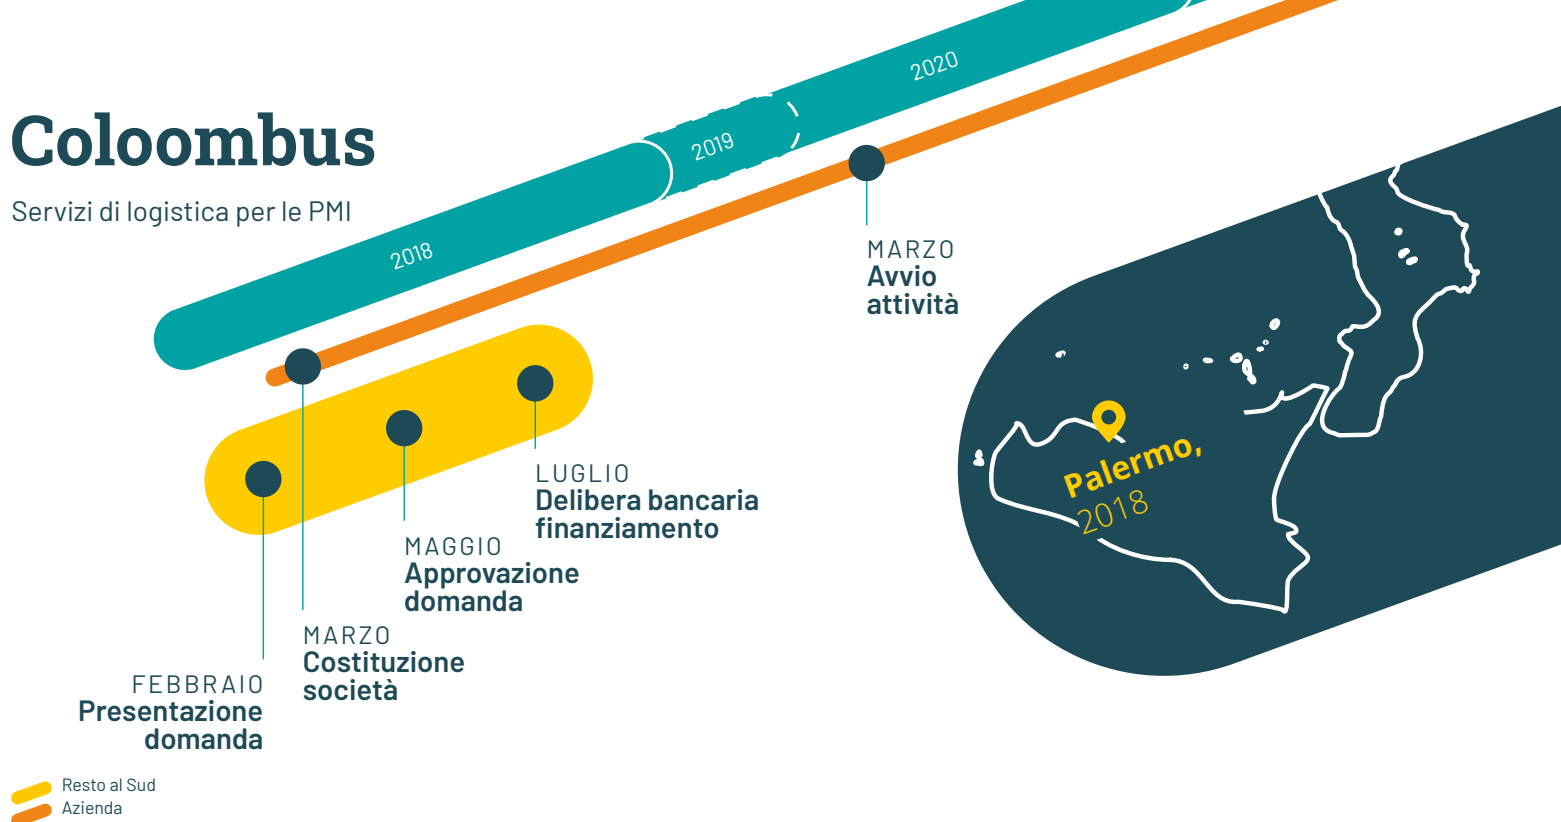 Coloombus
Servizi di logistica per le PMI
2018
2019
2020
MARZO
Avvio
attività
LUGLIO
Delibera bancaria
finanziamento
MAGGIO
Approvazione
domanda
MARZO
Costituzione
società
FEBBRAIO
Presentazione
domanda
Palermo,
2018
Resto al Sud
Azienda